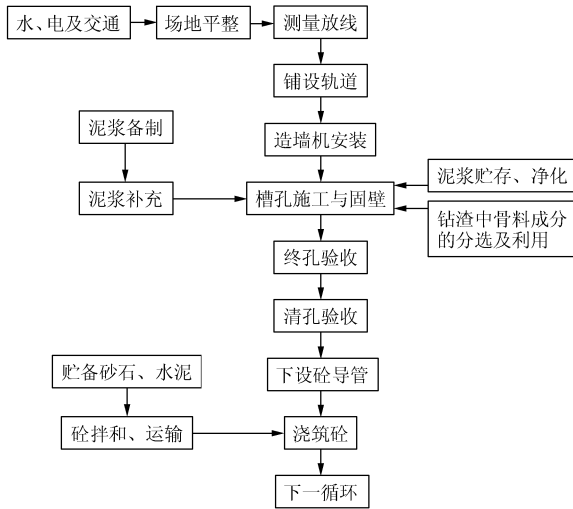 水、电及交通
场地平整
测量放线
铺设轨道
泥浆备制
造墙机安装
泥浆贮存、净化
泥浆补充
槽孔施工与固壁
钻渣中骨料成分
的分选及利用
终孔验收
清孔验收
贮备砂石、水泥
下设砼导管
砼拌和、运输
浇筑砼
下一循环